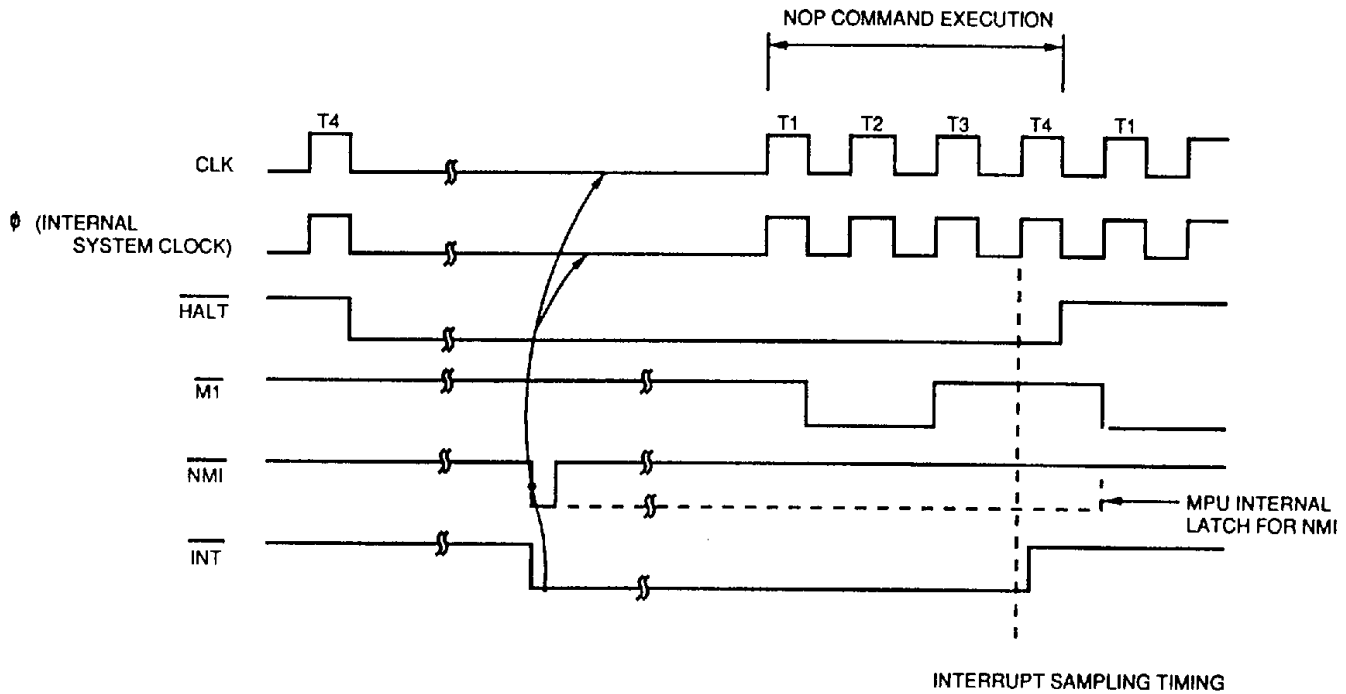 NOP COMMAND EXECUTION
T4 T1 T2 T3 T4 T1
CLK
φ (INTERNAL
SYSTEM CLOCK)
HALT
M1
NMI
MPU INTERNAL
LATCH FOR NMI
INT
INTERRUPT SAMPLING TIMING